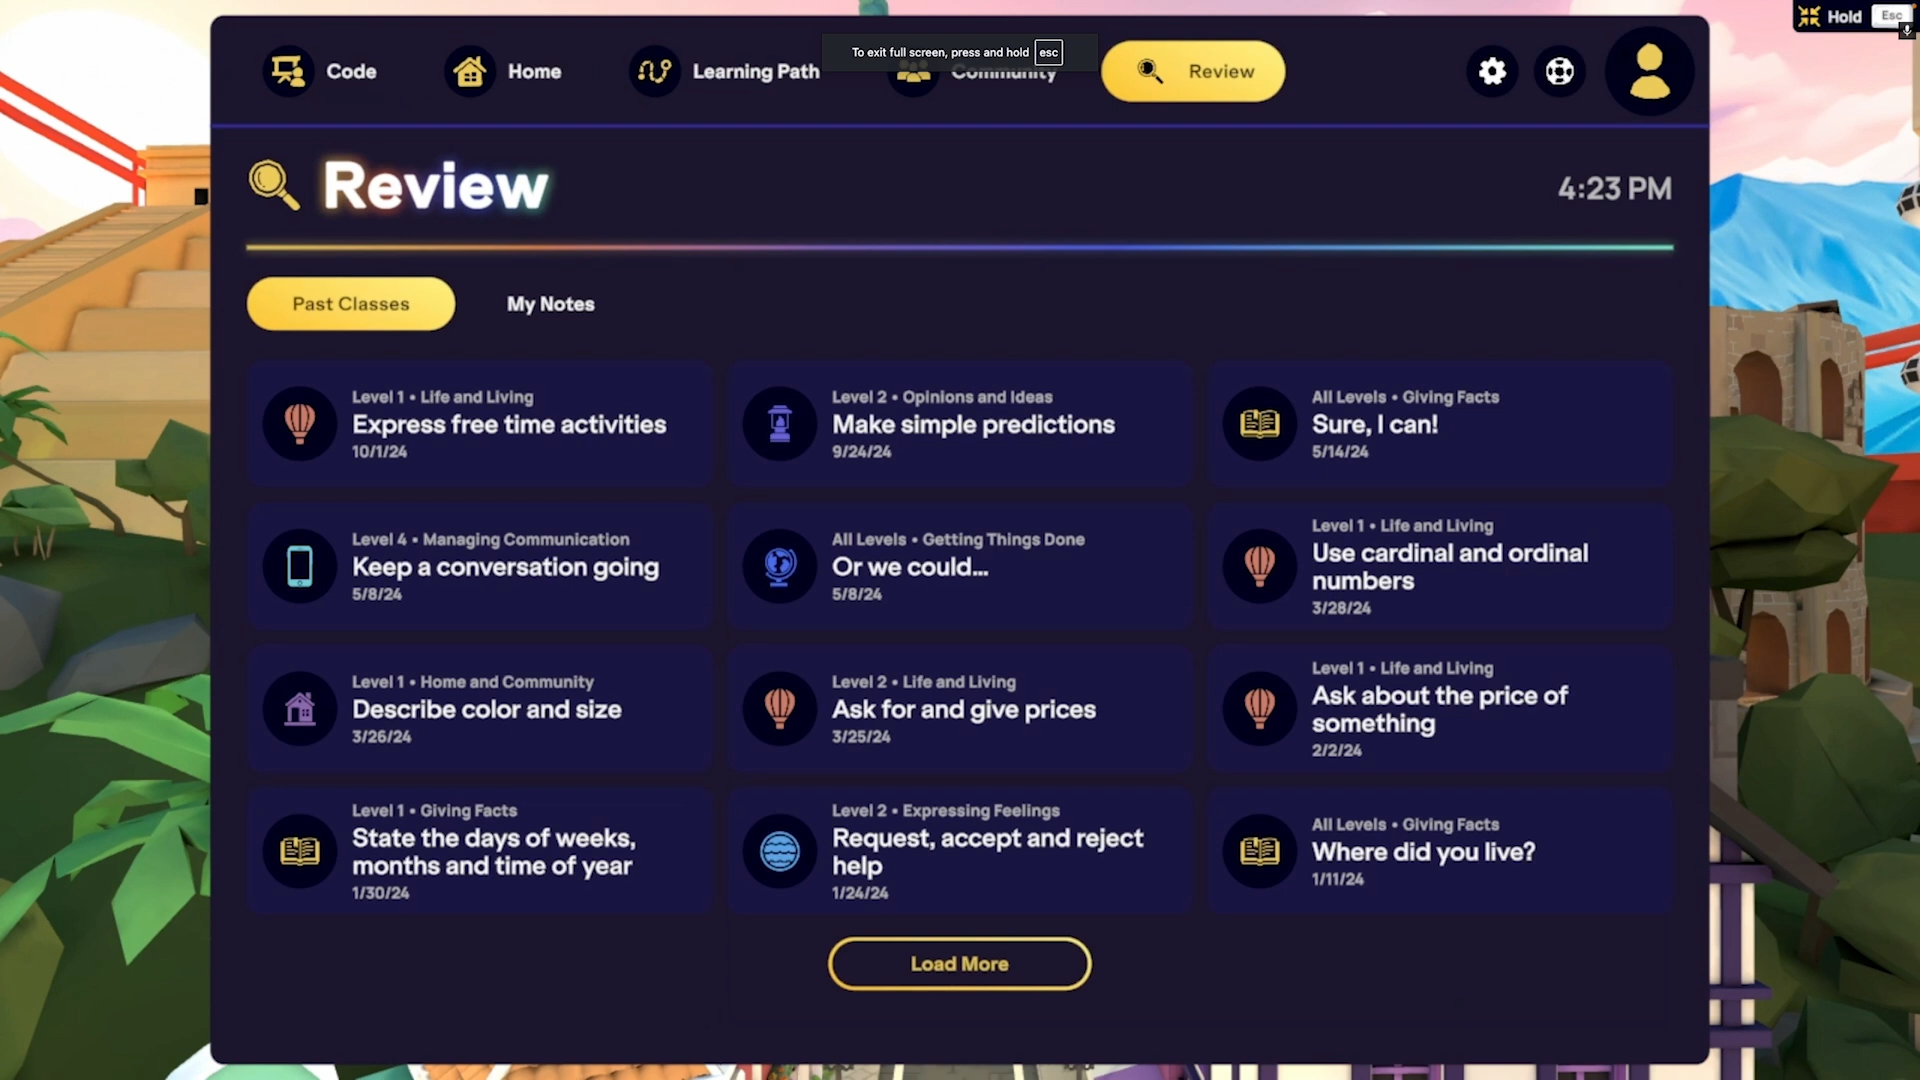 Hold Esc
To exit full screen, press and hold esc
Code
Home
Learning Path
Community
Review
Review
4:23 PM
Past Classes
My Notes
Level 1 • Life and Living
Express free time activities
10/1/24
Level 2 • Opinions and Ideas
Make simple predictions
9/24/24
All Levels • Giving Facts
Sure, I can!
5/14/24
Level 4 • Managing Communication
Keep a conversation going
5/8/24
All Levels • Getting Things Done
Or we could...
5/8/24
Level 1 • Life and Living
Use cardinal and ordinal
numbers
3/28/24
Level 1 • Home and Community
Describe color and size
3/26/24
Level 2 • Life and Living
Ask for and give prices
3/25/24
Level 1 • Life and Living
Ask about the price of
something
2/2/24
Level 1 • Giving Facts
State the days of weeks,
months and time of year
1/30/24
Level 2 • Expressing Feelings
Request, accept and reject
help
1/24/24
All Levels • Giving Facts
Where did you live?
1/11/24
Load More